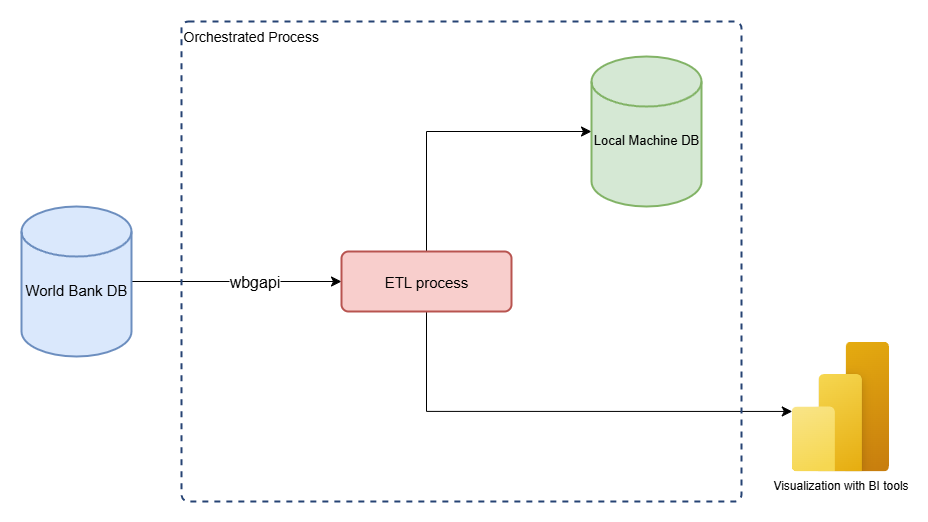 Orchestrated Process
Local Machine DB
World Bank DB
wbgapi
ETL process
Visualization with BI tools